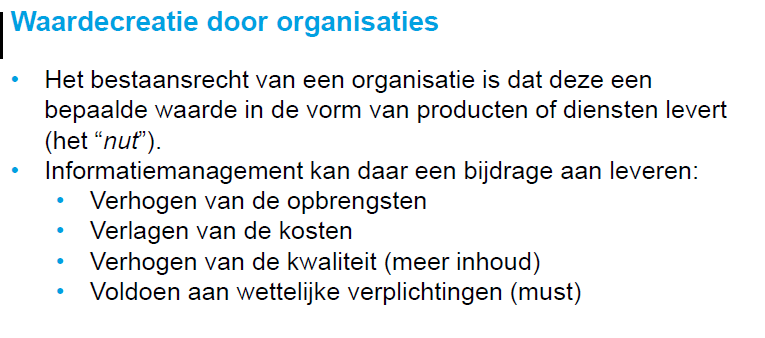 Waardecreatie door organisaties
• Het bestaansrecht van een organisatie is dat deze een
bepaalde waarde in de vorm van producten of diensten levert
(het “nut”).
• Informatiemanagement kan daar een bijdrage aan leveren:
• Verhogen van de opbrengsten
• Verlagen van de kosten
• Verhogen van de kwaliteit (meer inhoud)
• Voldoen aan wettelijke verplichtingen (must)